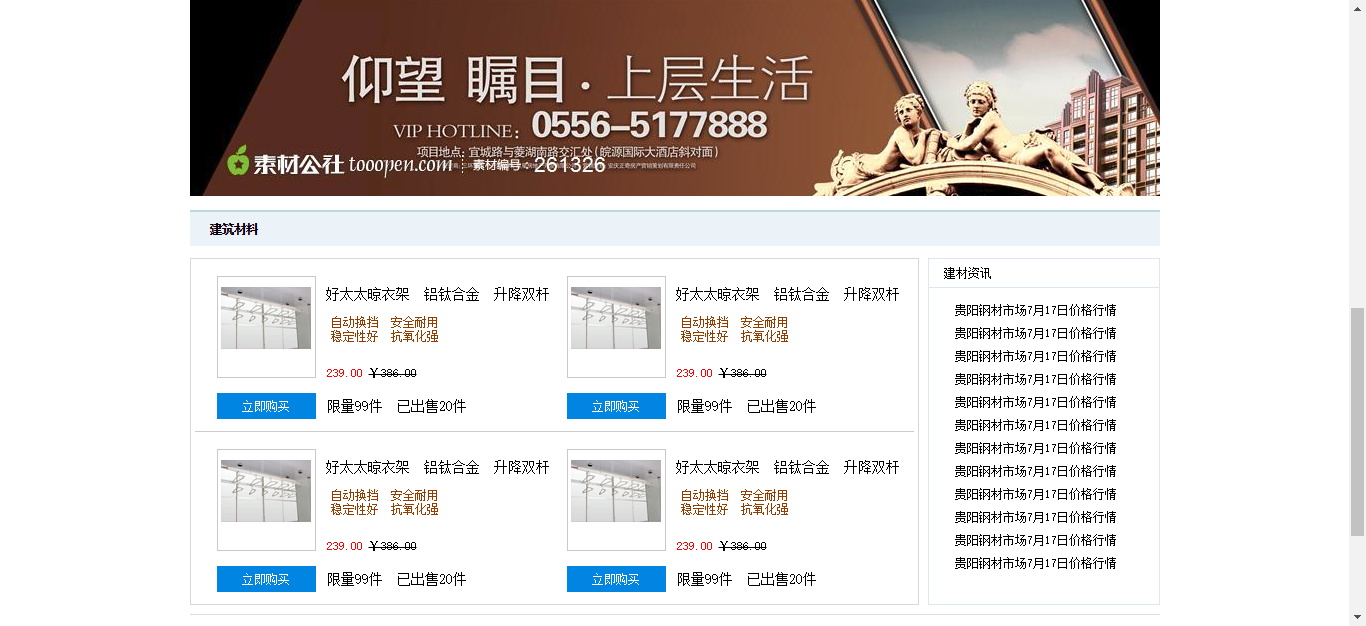 仰望 瞩目·上层生活
VIP HOTLINE：0556-5177888
项目地点：宜城路与菱湖南路交汇处(皖源国际大酒店斜对面)
素材公社 tooopen.com 素材编号 261326
建筑材料
好太太晾衣架 铝钛合金 升降双杆
自动换挡 安全耐用
稳定性好 抗氧化强
239.00 ￥386.00
立即购买 限量99件 已出售20件
好太太晾衣架 铝钛合金 升降双杆
自动换挡 安全耐用
稳定性好 抗氧化强
239.00 ￥386.00
立即购买 限量99件 已出售20件
好太太晾衣架 铝钛合金 升降双杆
自动换挡 安全耐用
稳定性好 抗氧化强
239.00 ￥386.00
立即购买 限量99件 已出售20件
好太太晾衣架 铝钛合金 升降双杆
自动换挡 安全耐用
稳定性好 抗氧化强
239.00 ￥386.00
立即购买 限量99件 已出售20件
建材资讯
贵阳钢材市场7月17日价格行情
贵阳钢材市场7月17日价格行情
贵阳钢材市场7月17日价格行情
贵阳钢材市场7月17日价格行情
贵阳钢材市场7月17日价格行情
贵阳钢材市场7月17日价格行情
贵阳钢材市场7月17日价格行情
贵阳钢材市场7月17日价格行情
贵阳钢材市场7月17日价格行情
贵阳钢材市场7月17日价格行情
贵阳钢材市场7月17日价格行情
贵阳钢材市场7月17日价格行情